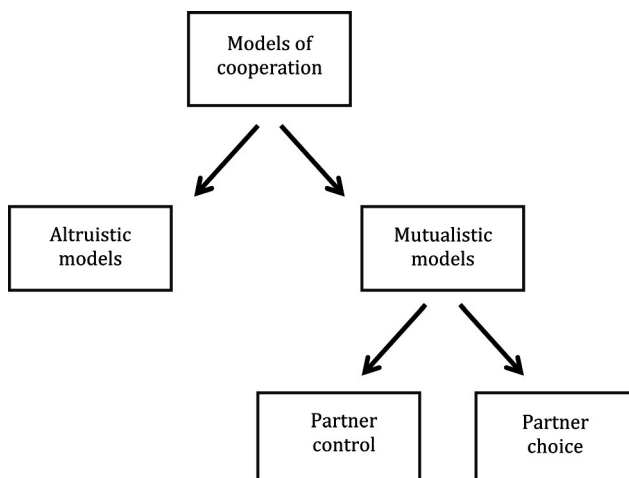 Models of
cooperation
Altruistic
models
Mutualistic
models
Partner
control
Partner
choice